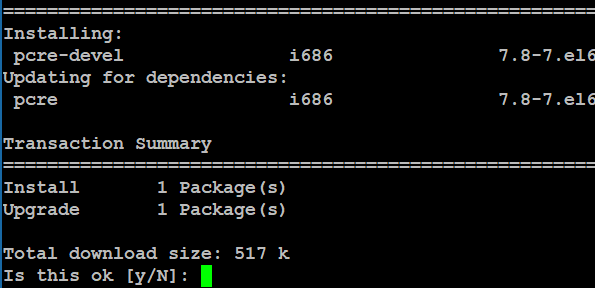 ================================================================
Installing:
pcre-devel i686 7.8-7.el6
Updating for dependencies:
pcre i686 7.8-7.el6
Transaction Summary
================================================================
Install 1 Package(s)
Upgrade 1 Package(s)
Total download size: 517 k
Is this ok [y/N]: